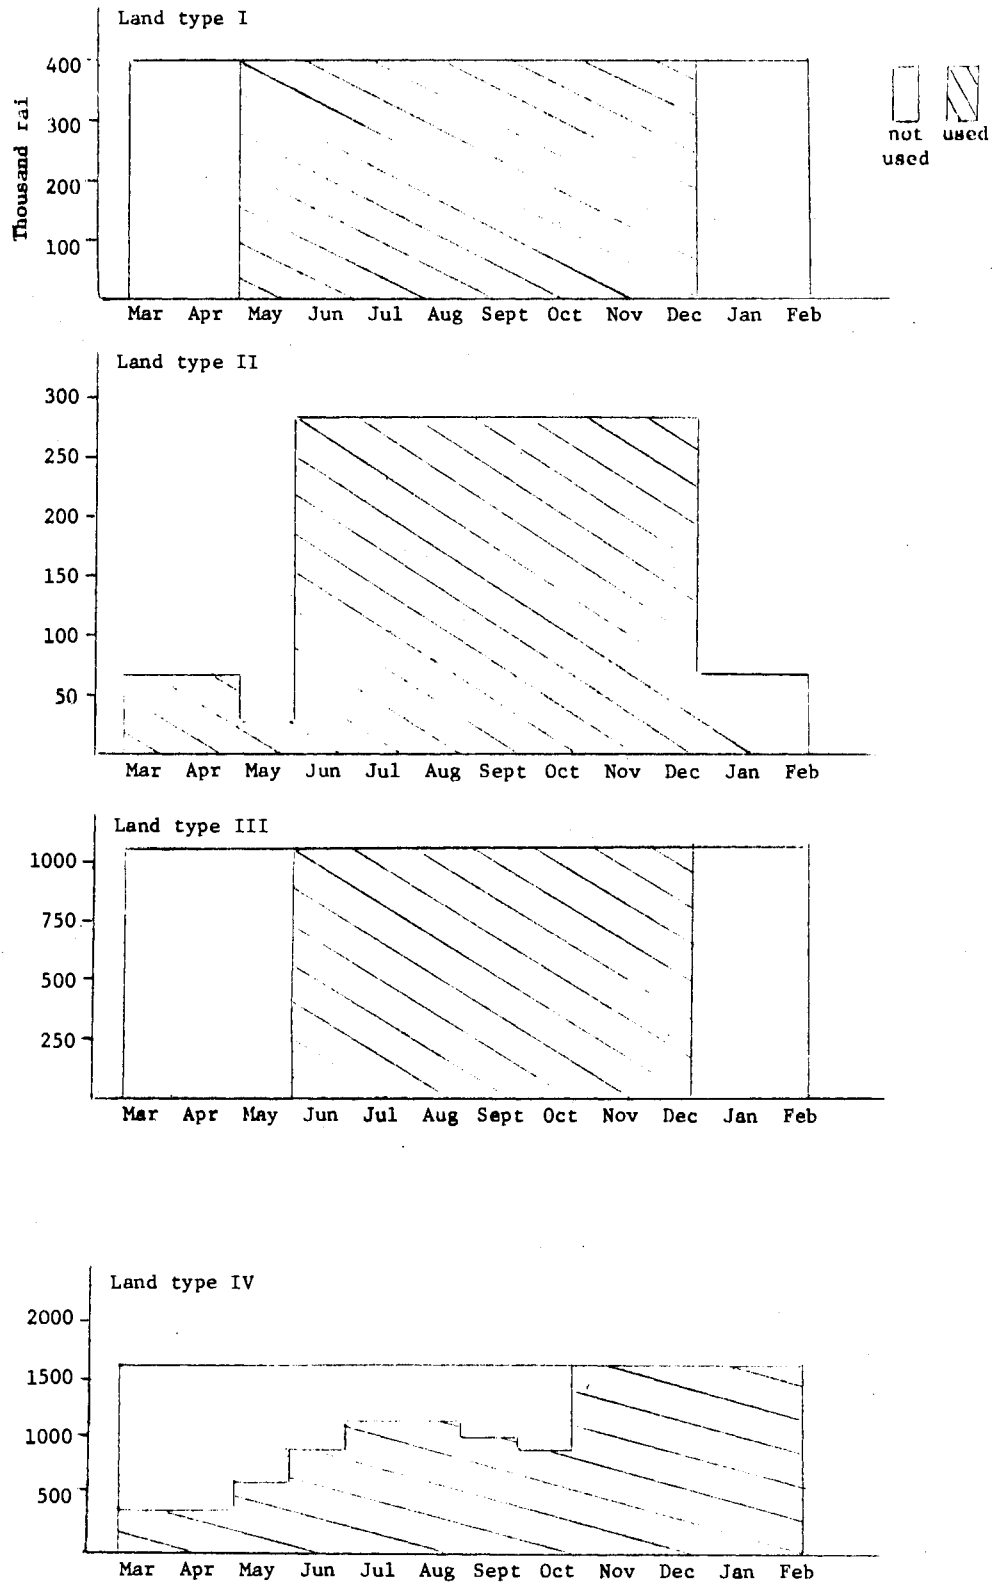 Land type I
400
300
200
100
Thousand rai
not used
used
Mar Apr May Jun Jul Aug Sept Oct Nov Dec Jan Feb
Land type II
300
250
200
150
100
50
Mar Apr May Jun Jul Aug Sept Oct Nov Dec Jan Feb
Land type III
1000
750
500
250
Mar Apr May Jun Jul Aug Sept Oct Nov Dec Jan Feb
Land type IV
2000
1500
1000
500
Mar Apr May Jun Jul Aug Sept Oct Nov Dec Jan Feb